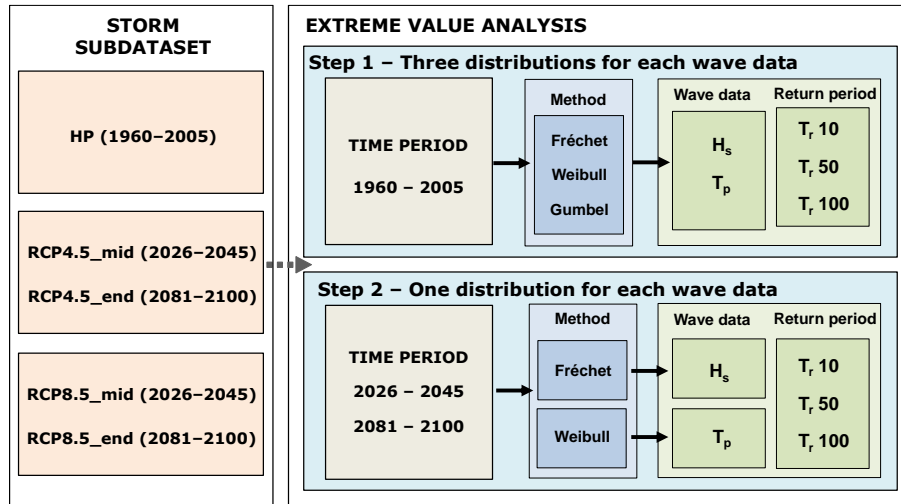 STORM
SUBDATASET
HP (1960–2005)
RCP4.5_mid (2026–2045)
RCP4.5_end (2081–2100)
RCP8.5_mid (2026–2045)
RCP8.5_end (2081–2100)
EXTREME VALUE ANALYSIS
Step 1 – Three distributions for each wave data
TIME PERIOD
1960 – 2005
Method
Fréchet
Weibull
Gumbel
Wave data
Hs
Tp
Return period
Tr 10
Tr 50
Tr 100
Step 2 – One distribution for each wave data
TIME PERIOD
2026 – 2045
2081 – 2100
Method
Fréchet
Weibull
Wave data
Hs
Tp
Return period
Tr 10
Tr 50
Tr 100